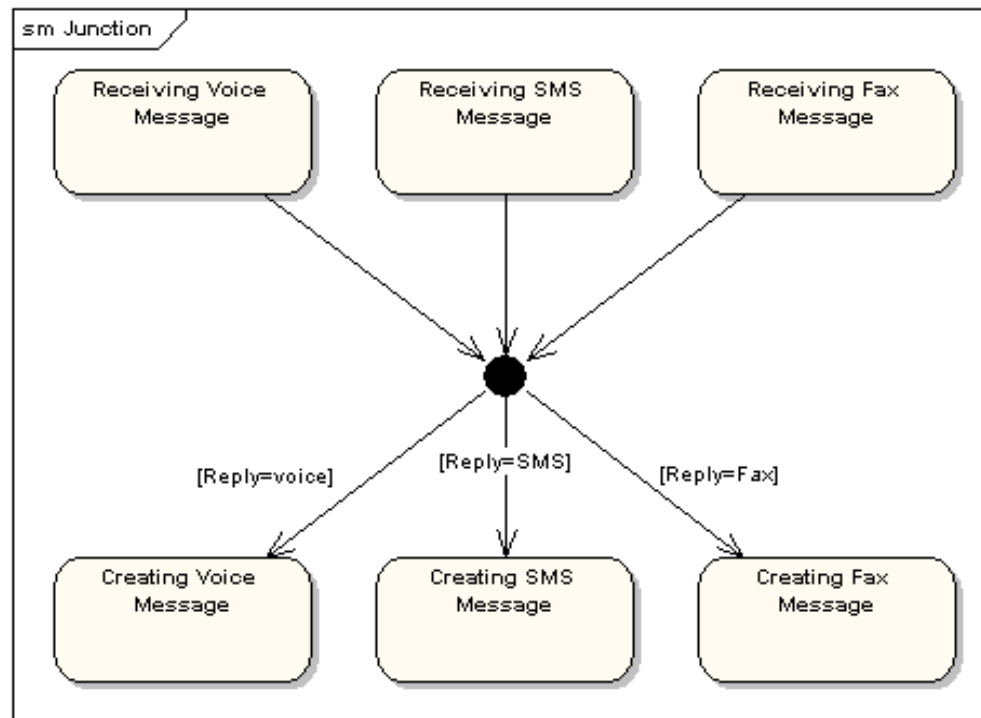 sm Junction
Receiving Voice
Message
Receiving SMS
Message
Receiving Fax
Message
[Reply=voice]
[Reply=SMS]
[Reply=Fax]
Creating Voice
Message
Creating SMS
Message
Creating Fax
Message